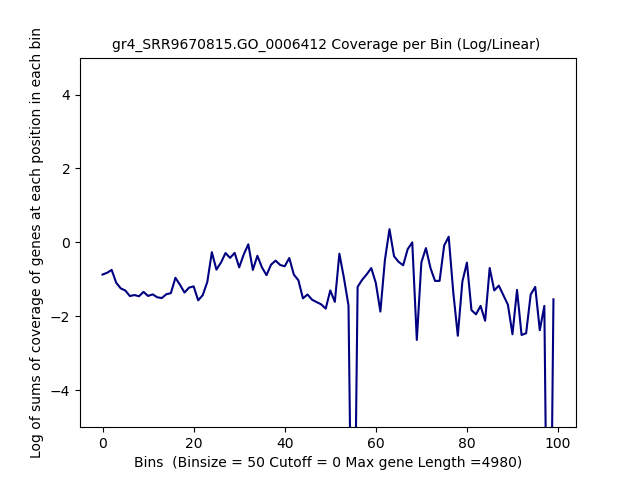 gr4_SRR9670815.GO_0006412 Coverage per Bin (Log/Linear)
Log of sums of coverage of genes at each position in each bin
4
2
0
−2
−4
0 20 40 60 80 100
Bins  (Binsize = 50 Cutoff = 0 Max gene Length =4980)